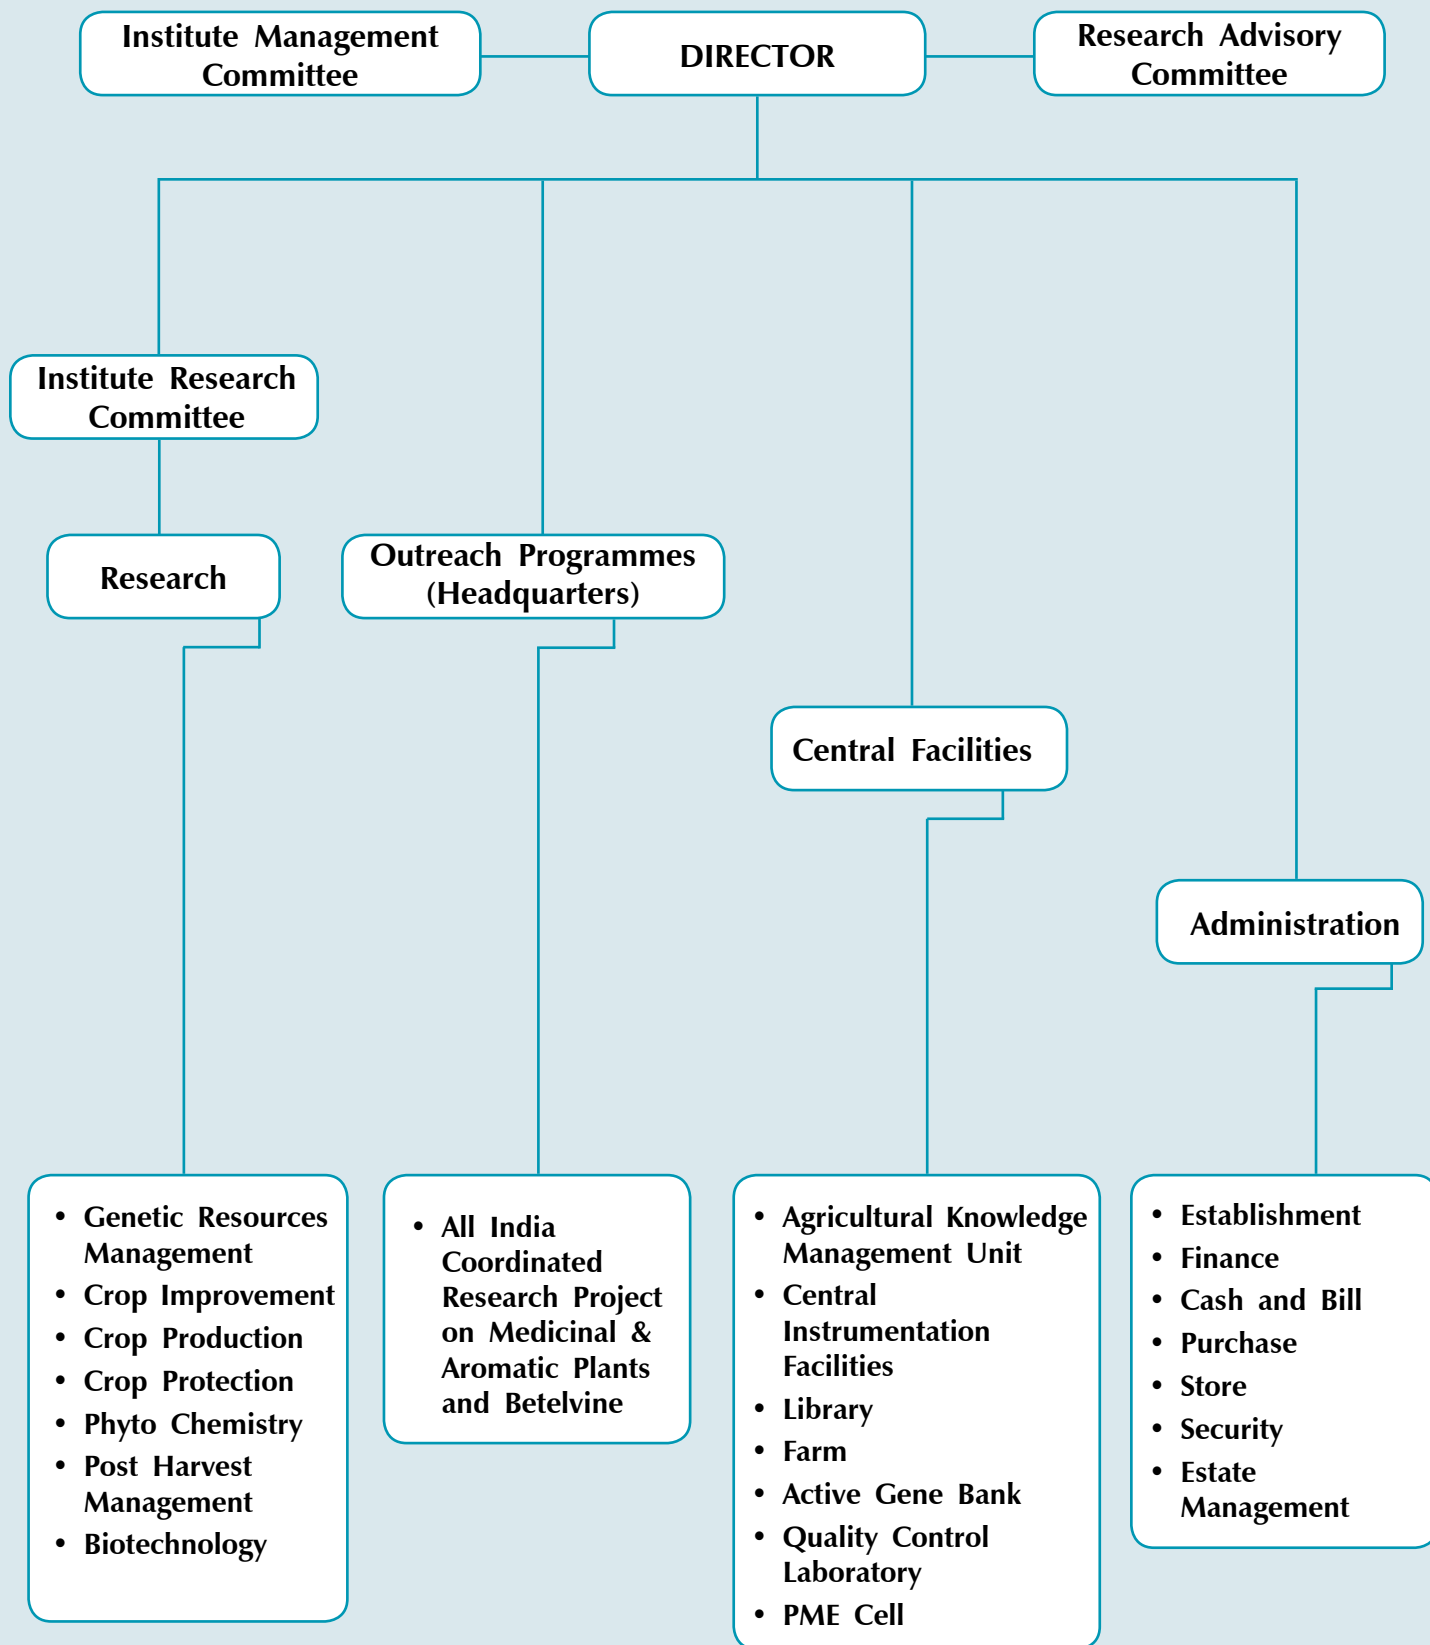 Institute Management
Committee
DIRECTOR
Research Advisory
Committee
Institute Research
Committee
Research
Outreach Programmes
(Headquarters)
Central Facilities
Administration
• Genetic Resources
Management
• Crop Improvement
• Crop Production
• Crop Protection
• Phyto Chemistry
• Post Harvest
Management
• Biotechnology
• All India
Coordinated
Research Project
on Medicinal &
Aromatic Plants
and Betelvine
• Agricultural Knowledge
Management Unit
• Central
Instrumentation
Facilities
• Library
• Farm
• Active Gene Bank
• Quality Control
Laboratory
• PME Cell
• Establishment
• Finance
• Cash and Bill
• Purchase
• Store
• Security
• Estate
Management